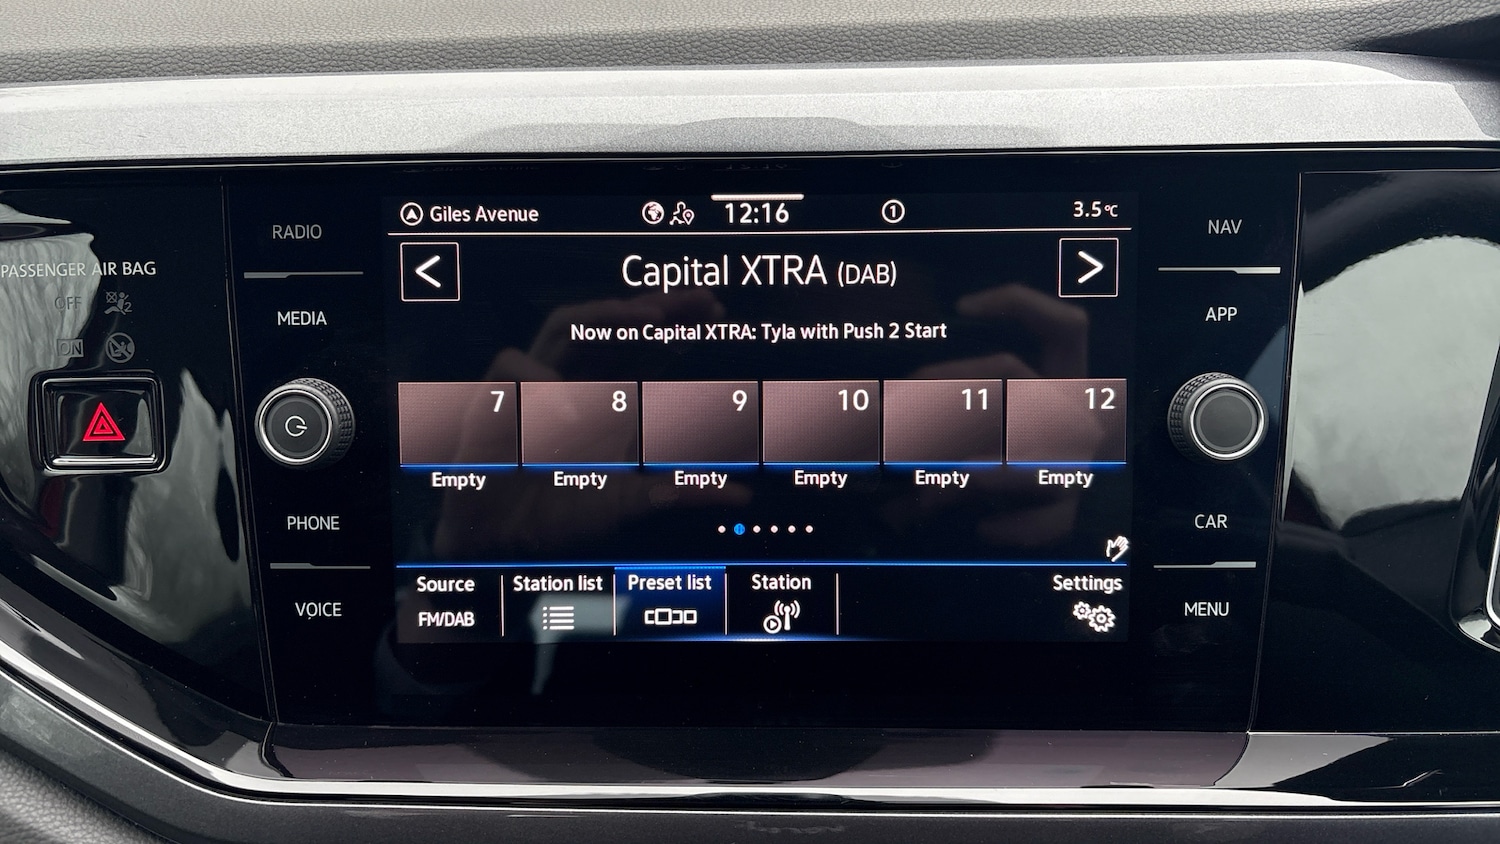 Giles Avenue
12:16
1
3.5°C
RADIO
NAV
PASSENGER AIR BAG
OFF
2
ON
MEDIA
APP
<
Capital XTRA (DAB)
>
Now on Capital XTRA: Tyla with Push 2 Start
7
8
9
10
11
12
Empty
Empty
Empty
Empty
Empty
Empty
PHONE
CAR
VOICE
MENU
Source
FM/DAB
Station list
Preset list
Station
Settings